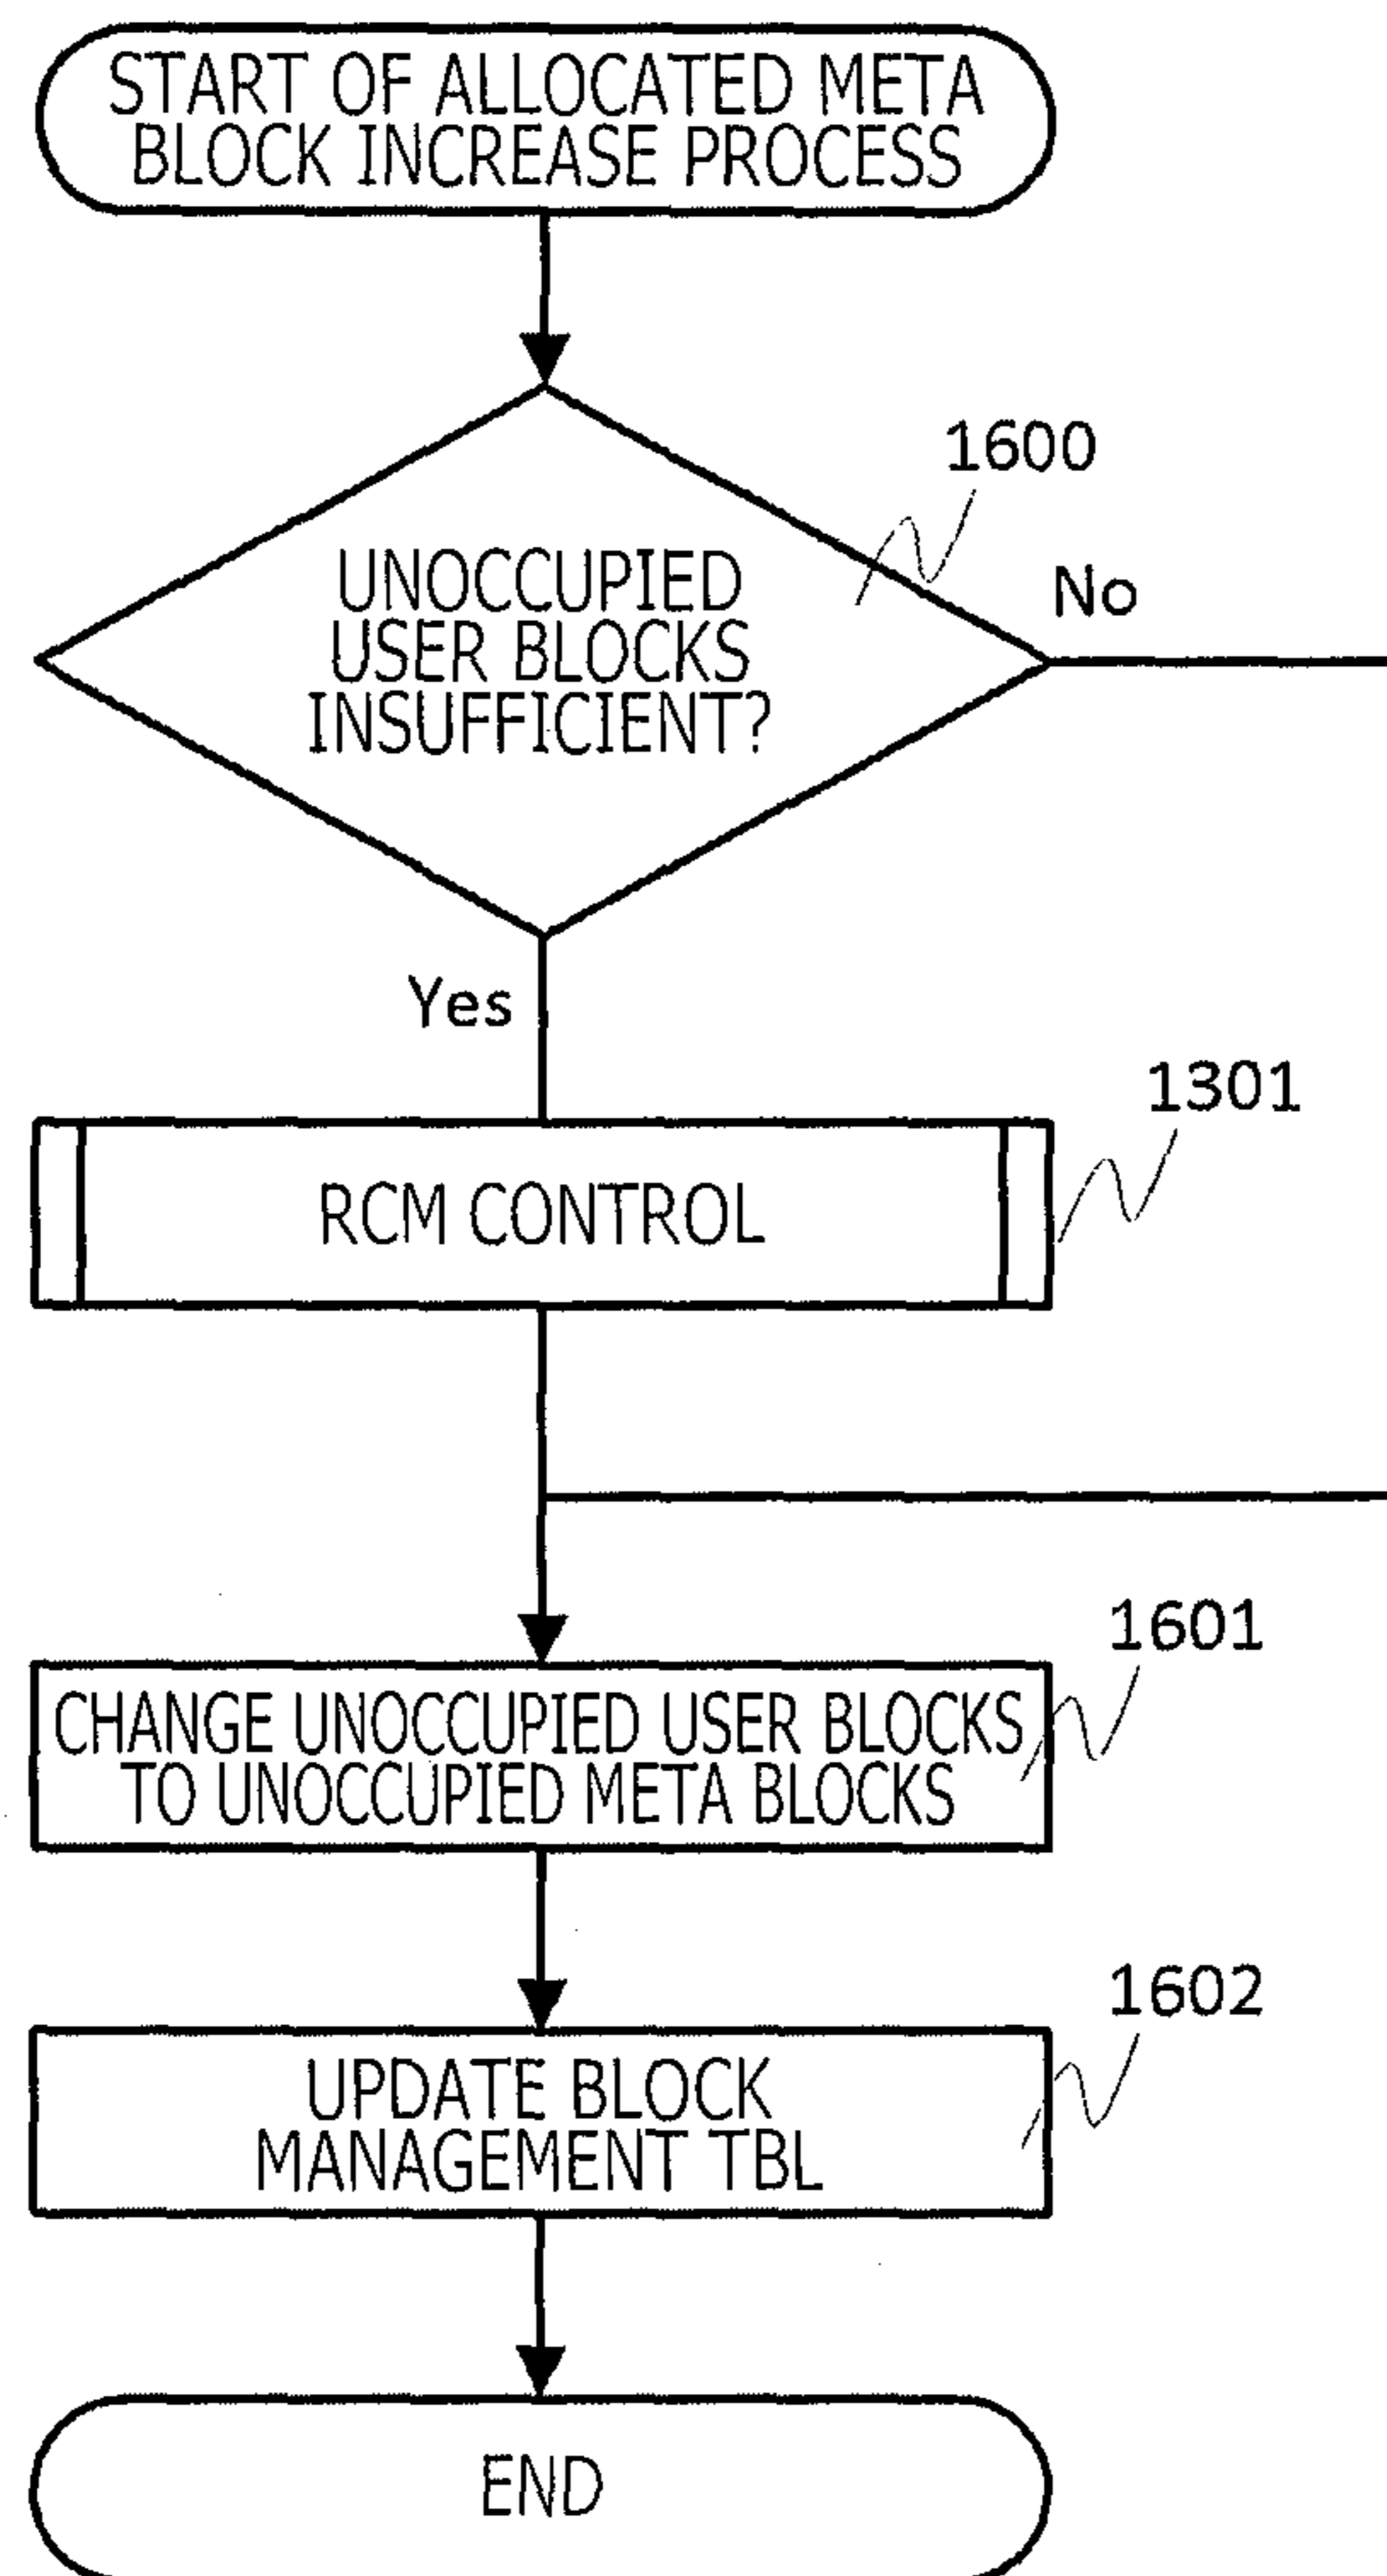 START OF ALLOCATED META
BLOCK INCREASE PROCESS
1600
UNOCCUPIED
USER BLOCKS
INSUFFICIENT?
No
Yes
1301
RCM CONTROL
1601
CHANGE UNOCCUPIED USER BLOCKS
TO UNOCCUPIED META BLOCKS
1602
UPDATE BLOCK
MANAGEMENT TBL
END